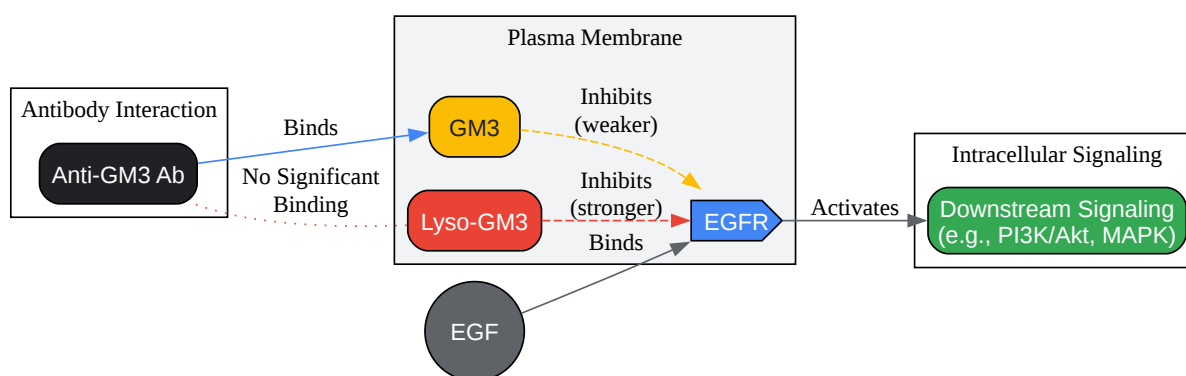 Plasma Membrane
Antibody Interaction
Anti-GM3 Ab
Binds
No Significant
Binding
GM3
Inhibits
(weaker)
Lyso-GM3
Inhibits
(stronger)
Binds
EGFR
EGF
Activates
Intracellular Signaling
Downstream Signaling
(e.g., PI3K/Akt, MAPK)